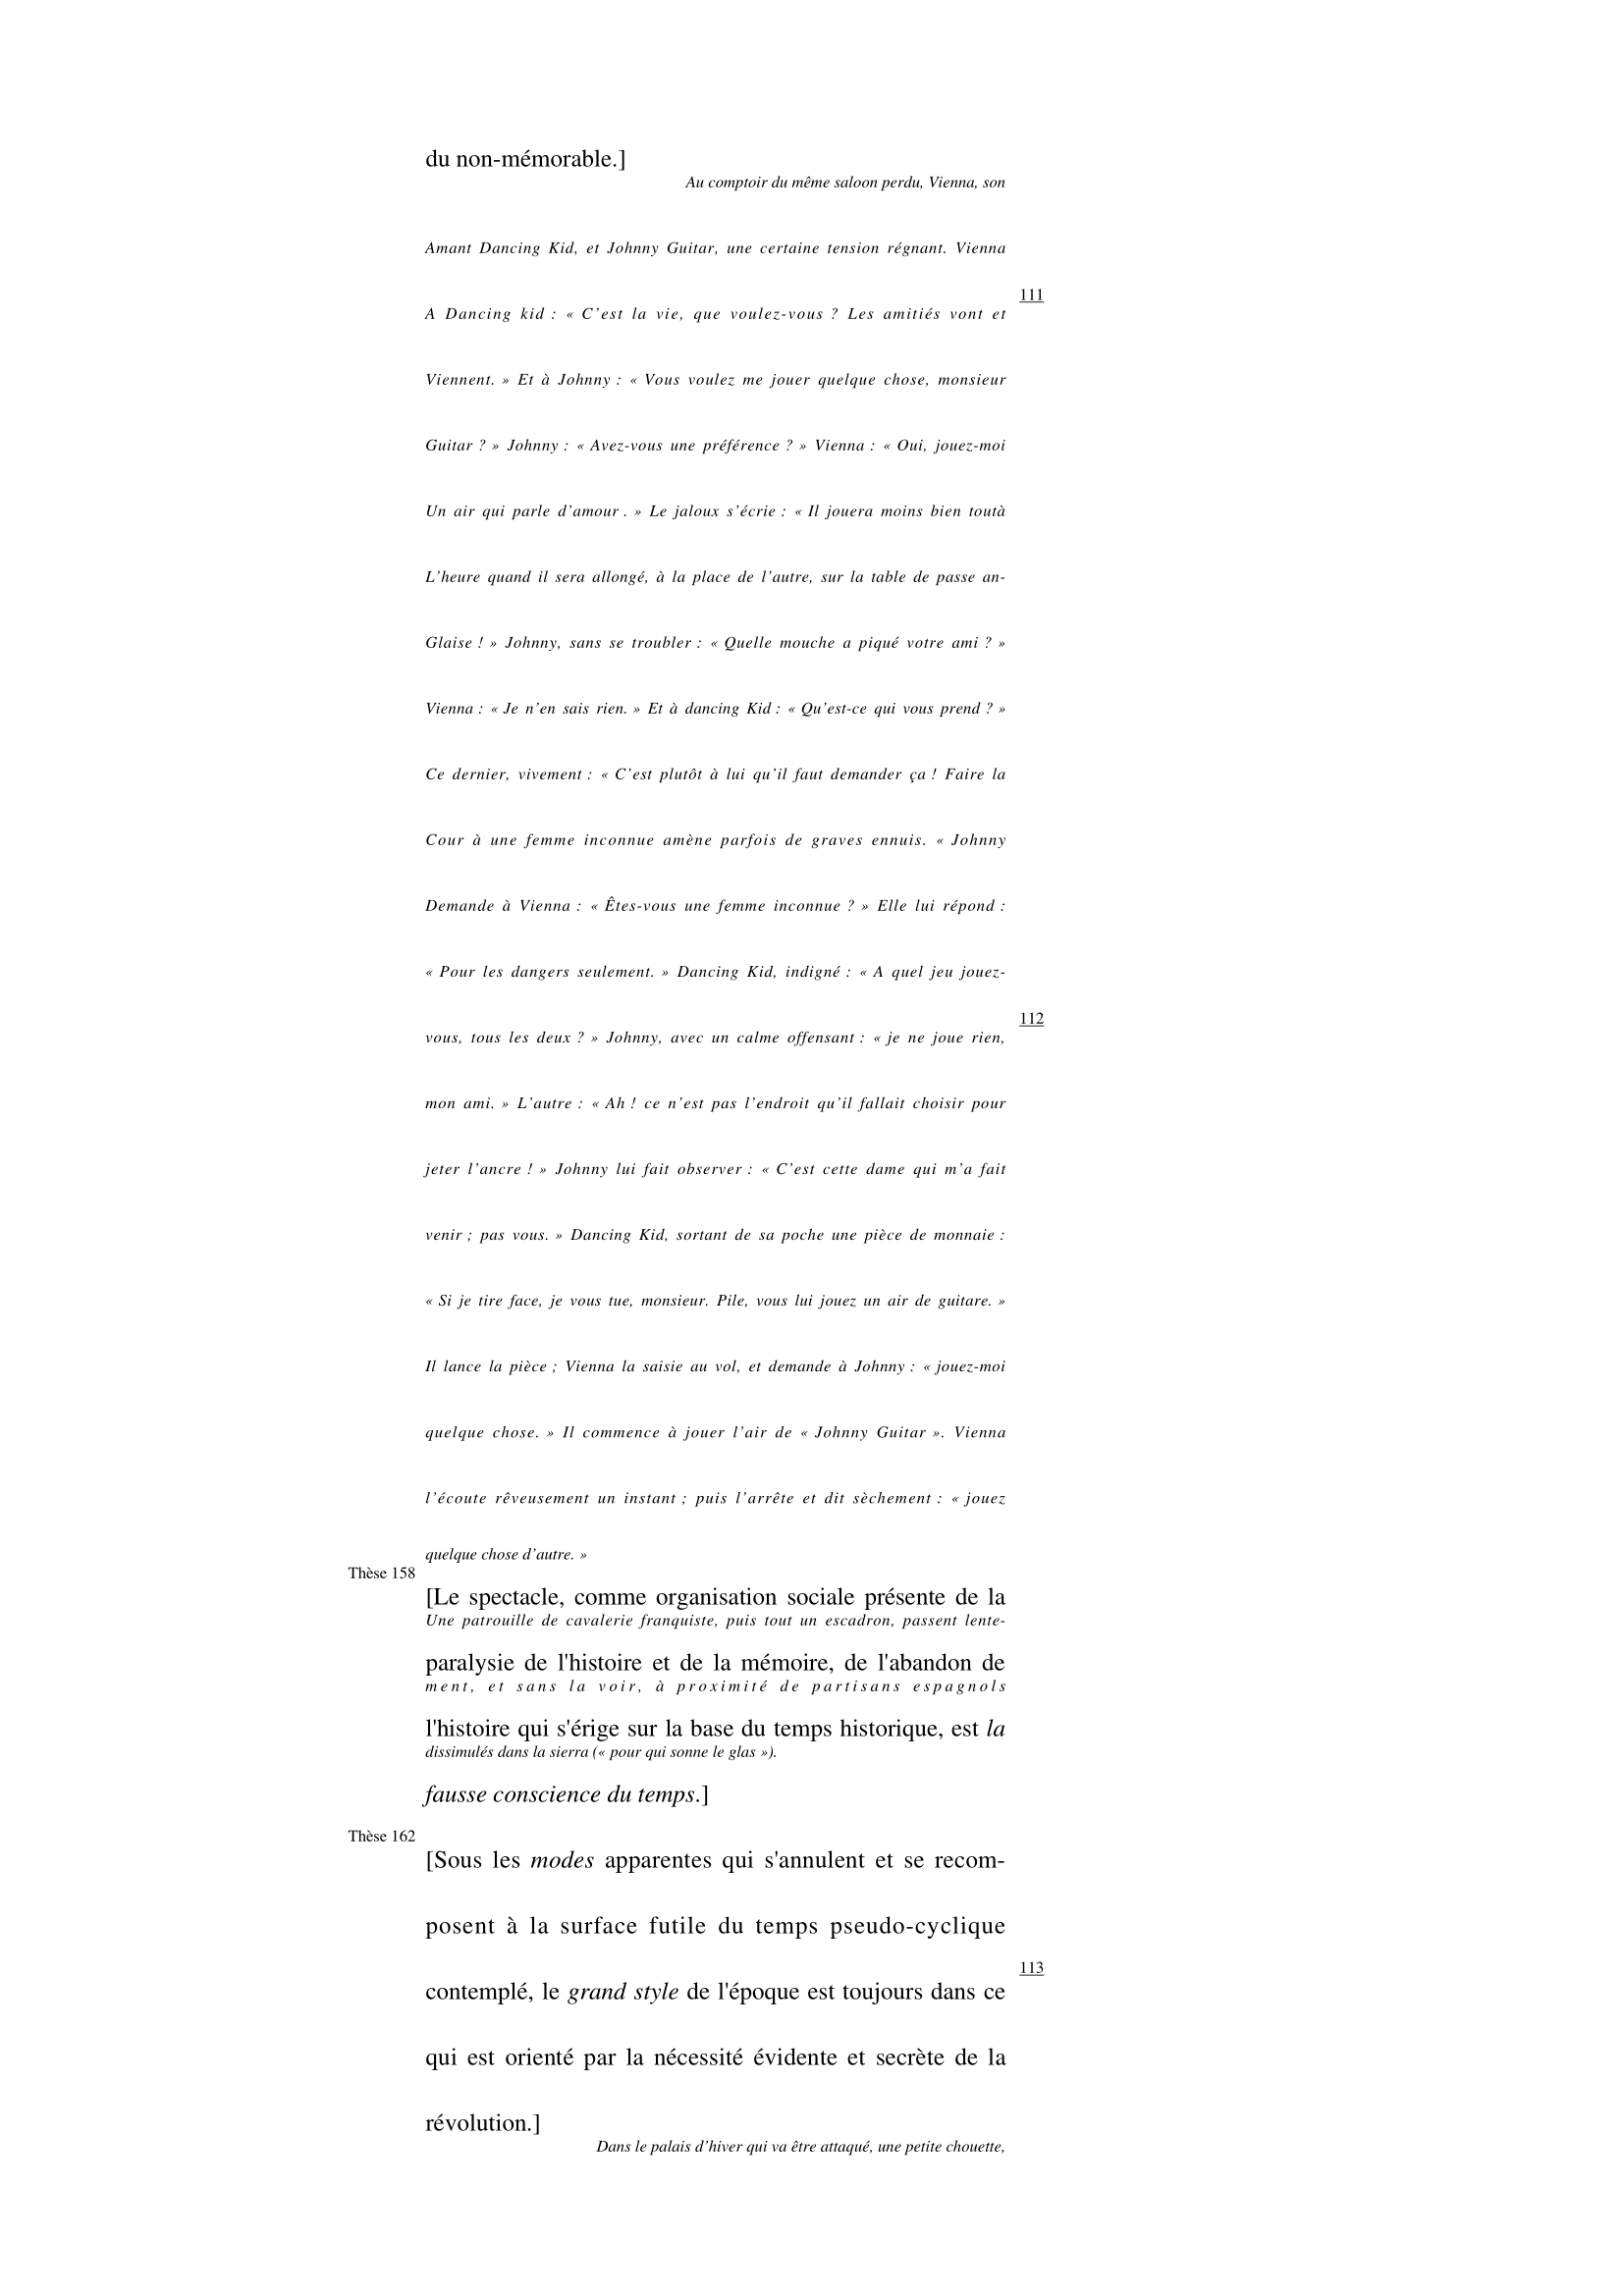 du non-mémorable.]
Au comptoir du même saloon perdu, Vienna, son
Amant Dancing Kid, et Johnny Guitar, une certaine tension régnant. Vienna
111
A Dancing kid : « C’est la vie, que voulez-vous ? Les amitiés vont et
Viennent. » Et à Johnny : « Vous voulez me jouer quelque chose, monsieur
Guitar ? » Johnny : « Avez-vous une préférence ? » Vienna : « Oui, jouez-moi
Un air qui parle d’amour . » Le jaloux s’écrie : « Il jouera moins bien toutà
L’heure quand il sera allongé, à la place de l’autre, sur la table de passe an-
Glaise ! » Johnny, sans se troubler : « Quelle mouche a piqué votre ami ? »
Vienna : « Je n’en sais rien. » Et à dancing Kid : « Qu’est-ce qui vous prend ? »
Ce dernier, vivement : « C’est plutôt à lui qu’il faut demander ça ! Faire la
Cour à une femme inconnue amène parfois de graves ennuis. « Johnny
Demande à Vienna : « Êtes-vous une femme inconnue ? » Elle lui répond :
« Pour les dangers seulement. » Dancing Kid, indigné : « A quel jeu jouez-
112
vous, tous les deux ? » Johnny, avec un calme offensant : « je ne joue rien,
mon ami. » L’autre : « Ah ! ce n’est pas l’endroit qu’il fallait choisir pour
jeter l’ancre ! » Johnny lui fait observer : « C’est cette dame qui m’a fait
venir ; pas vous. » Dancing Kid, sortant de sa poche une pièce de monnaie :
« Si je tire face, je vous tue, monsieur. Pile, vous lui jouez un air de guitare. »
Il lance la pièce ; Vienna la saisie au vol, et demande à Johnny : « jouez-moi
quelque chose. » Il commence à jouer l’air de « Johnny Guitar ». Vienna
l’écoute rêveusement un instant ; puis l’arrête et dit sèchement : « jouez
quelque chose d’autre. »
Thèse 158
[Le spectacle, comme organisation sociale présente de la
Une patrouille de cavalerie franquiste, puis tout un escadron, passent lente-
paralysie de l'histoire et de la mémoire, de l'abandon de
ment, et sans la voir, à proximité de partisans espagnols
l'histoire qui s'érige sur la base du temps historique, est la
dissimulés dans la sierra (« pour qui sonne le glas »).
fausse conscience du temps.]
Thèse 162
[Sous les modes apparentes qui s'annulent et se recom-
posent à la surface futile du temps pseudo-cyclique
113
contemplé, le grand style de l'époque est toujours dans ce
qui est orienté par la nécessité évidente et secrète de la
révolution.]
Dans le palais d’hiver qui va être attaqué, une petite chouette,